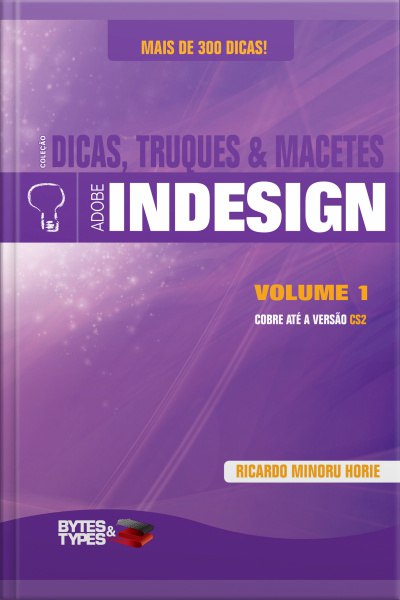 MAIS DE 300 DICAS!
COLEÇÃO
DICAS, TRUQUES & MACETES
ADOBE
INDESIGN
VOLUME 1
COBRE ATÉ A VERSÃO CS2
RICARDO MINORU HORIE
BYTES &
TYPES